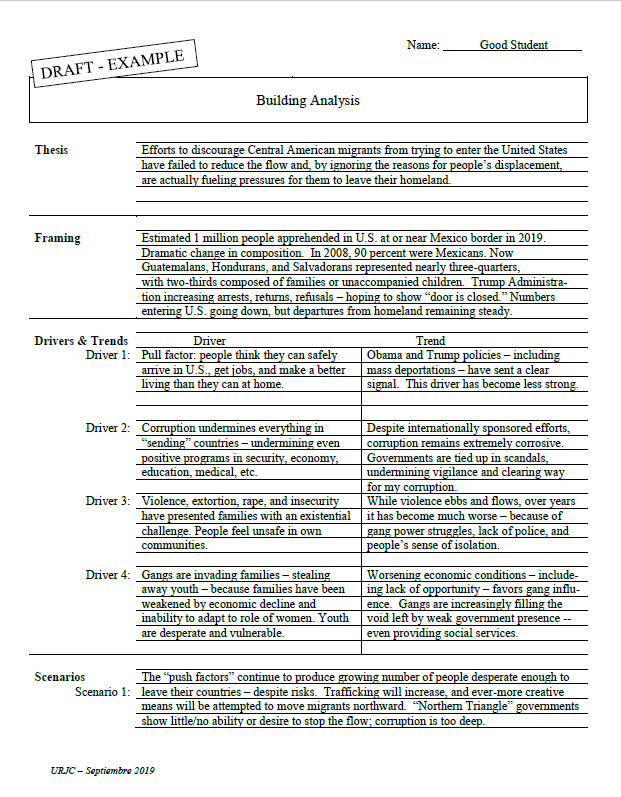 Name: Good Student
DRAFT - EXAMPLE
Building Analysis
Thesis Efforts to discourage Central American migrants from trying to enter the United States
have failed to reduce the flow and, by ignoring the reasons for people's displacement,
are actually fueling pressures for them to leave their homeland.
Framing Estimated 1 million people apprehended in U.S. at or near Mexico border in 2019.
Dramatic change in composition. In 2008, 90 percent were Mexicans. Now
Guatemalans, Hondurans, and Salvadorans represented nearly three-quarters,
with two-thirds composed of families or unaccompanied children. Trump Administra-
tion increasing arrests, returns, refusals – hoping to show “door is closed.” Numbers
entering U.S. going down, but departures from homeland remaining steady.
Drivers & Trends Driver Trend
Driver 1: Pull factor: people think they can safely
arrive in U.S., get jobs, and make a better
living than they can at home.
Obama and Trump policies – including
mass deportations – have sent a clear
signal. This driver has become less strong.
Driver 2: Corruption undermines everything in
“sending” countries – undermining even
positive programs in security, economy,
education, medical, etc.
Despite internationally sponsored efforts,
corruption remains extremely corrosive.
Governments are tied up in scandals,
undermining vigilance and clearing way
for my corruption.
Driver 3: Violence, extortion, rape, and insecurity
have presented families with an existential
challenge. People feel unsafe in own
communities.
While violence ebbs and flows, over years
it has become much worse – because of
gang power struggles, lack of police, and
people's sense of isolation.
Driver 4: Gangs are invading families – stealing
away youth – because families have been
weakened by economic decline and
inability to adapt to role of women. Youth
are desperate and vulnerable.
Worsening economic conditions – includ-
ing lack of opportunity – favors gang influ-
ence. Gangs are increasingly filling the
void left by weak government presence --
even providing social services.
Scenarios The “push factors” continue to produce growing number of people desperate enough to
Scenario 1: leave their countries – despite risks. Trafficking will increase, and ever-more creative
means will be attempted to move migrants northward. “Northern Triangle” governments
show little/no ability or desire to stop the flow; corruption is too deep.
URJC – Septiembre 2019